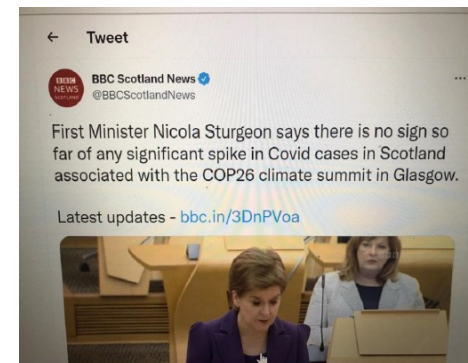 Tweet
BBC
NEWS
SCOTLAND
BBC Scotland News
@BBCScotlandNews
First Minister Nicola Sturgeon says there is no sign so
far of any significant spike in Covid cases in Scotland
associated with the COP26 climate summit in Glasgow.
Latest updates - bbc.in/3DnPVoa